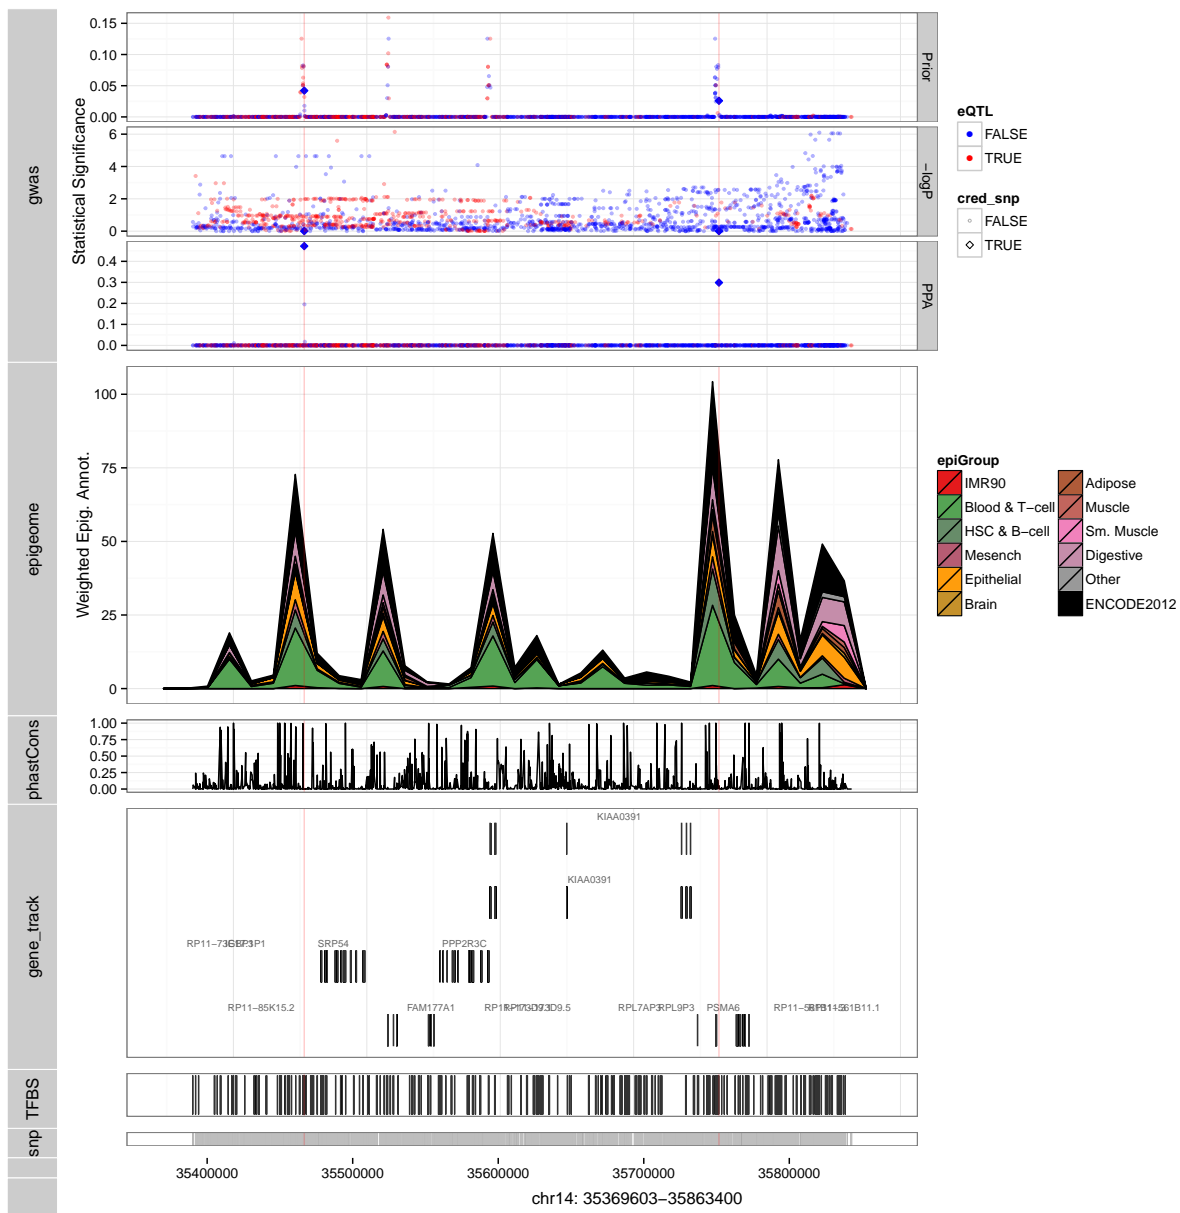 gwas
Statistical Significance
0.15
0.10
0.05
0.00
Prior
6
4
2
0
−logP
0.4
0.3
0.2
0.1
0.0
PPA
eQTL
FALSE
TRUE
cred_snp
FALSE
TRUE
epigeome
Weighted Epig. Annot.
100
75
50
25
0
epiGroup
IMR90
Blood & T−cell
HSC & B−cell
Mesench
Epithelial
Brain
Adipose
Muscle
Sm. Muscle
Digestive
Other
ENCODE2012
phastCons
1.00
0.75
0.50
0.25
0.00
gene_track
KIAA0391
KIAA0391
SRP54
PPP2R3C
RP11−85K15.2
FAM177A1
RPL7AP3
RPL9P3
PSMA6
TFBS
snp
35400000
35500000
35600000
35700000
35800000
chr14: 35369603−35863400